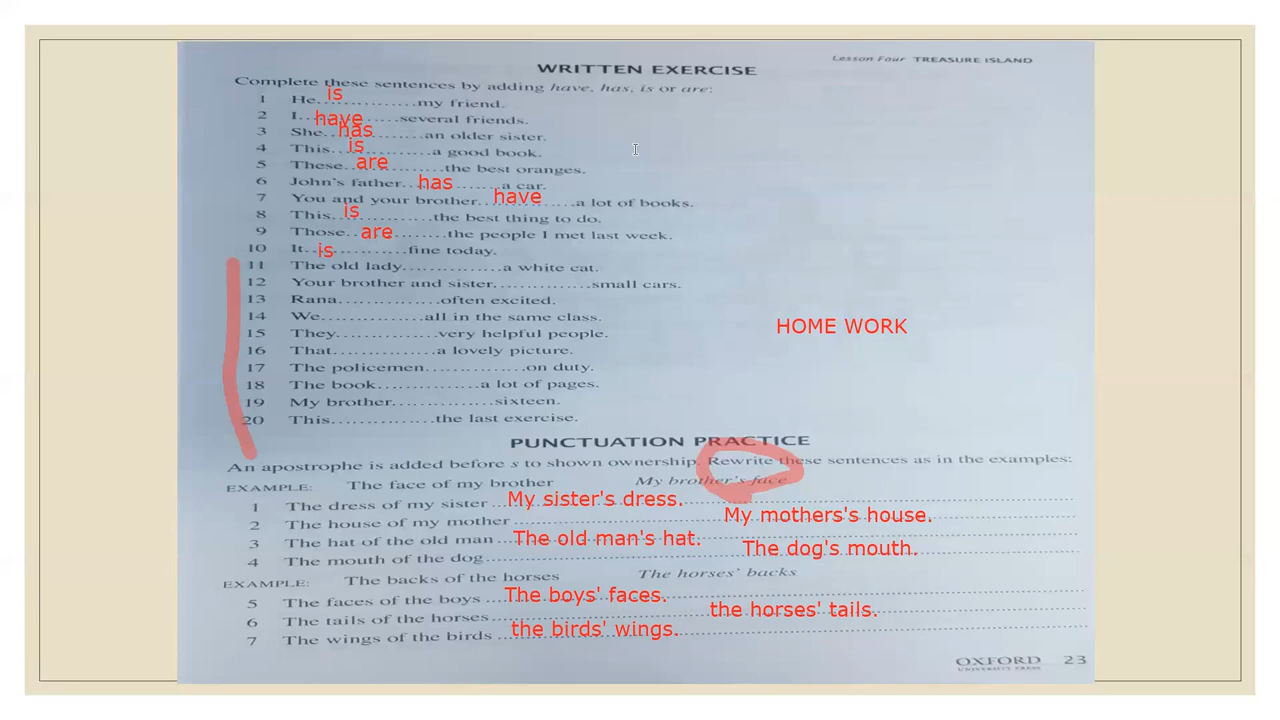 Lesson Four TREASURE ISLAND
WRITTEN EXERCISE
Complete these sentences by adding have, has, is or are:
1 He. is ............my friend.
2 I.. have .....several friends.
3 She.. has .........an older sister.
4 This.. is ..........a good book.
5 These.. are ........the best oranges.
6 John's father.. has .......a car.
7 You and your brother.. have .....a lot of books.
8 This. is ...........the best thing to do.
9 Those.. are ........the people I met last week.
10 It.. is ............fine today.
11 The old lady..............a white cat.
12 Your brother and sister..............small cars.
13 Rana..............often excited.
14 We..............all in the same class.
15 They..............very helpful people.
16 That..............a lovely picture.
HOME WORK
17 The policemen..............on duty.
18 The book..............a lot of pages.
19 My brother..............sixteen.
20 This..............the last exercise.
PUNCTUATION PRACTICE
An apostrophe is added before s to shown ownership. Rewrite these sentences as in the examples:
EXAMPLE: The face of my brother My brother's face
1 The dress of my sister ... My sister's dress.
2 The house of my mother ... My mothers's house.
3 The hat of the old man ... The old man's hat.
4 The mouth of the dog ... The dog's mouth.
EXAMPLE: The backs of the horses The horses' backs
5 The faces of the boys ... The boys' faces.
6 The tails of the horses ... the horses' tails.
7 The wings of the birds ... the birds' wings.
OXFORD 23
UNIVERSITY PRESS